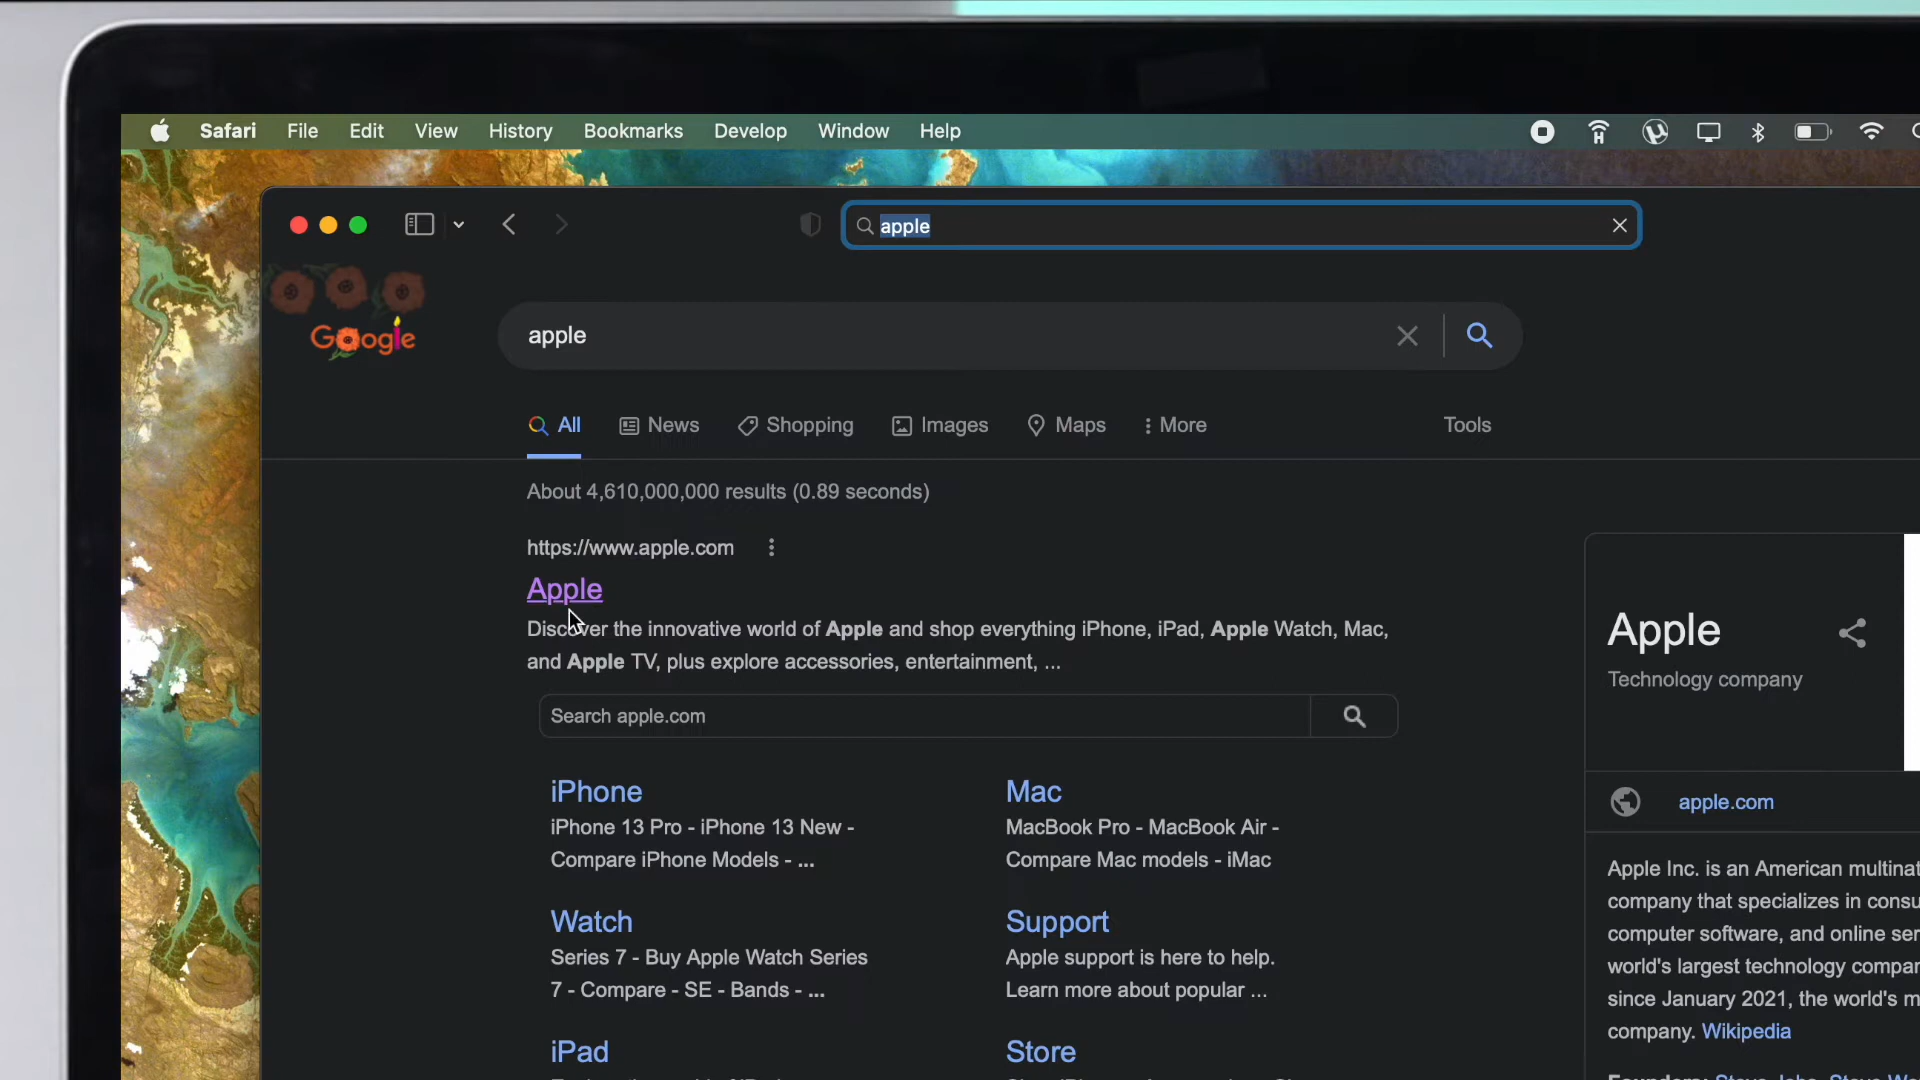 Safari File Edit View History Bookmarks Develop Window Help
apple
Google
apple
All News Shopping Images Maps More Tools
About 4,610,000,000 results (0.89 seconds)
https://www.apple.com
Apple
Discover the innovative world of Apple and shop everything iPhone, iPad, Apple Watch, Mac,
and Apple TV, plus explore accessories, entertainment, ...
Search apple.com
iPhone
iPhone 13 Pro - iPhone 13 New -
Compare iPhone Models - ...
Mac
MacBook Pro - MacBook Air -
Compare Mac models - iMac
Watch
Series 7 - Buy Apple Watch Series
7 - Compare - SE - Bands - ...
Support
Apple support is here to help.
Learn more about popular ...
iPad
Store
Apple
Technology company
apple.com
Apple Inc. is an American multinat
company that specializes in consu
computer software, and online ser
world's largest technology compan
since January 2021, the world's m
company. Wikipedia